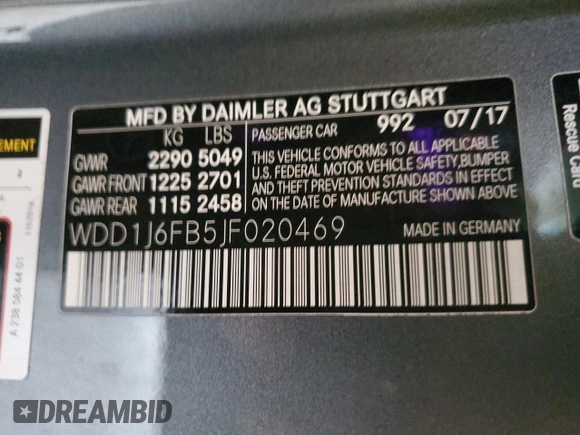 MFD BY DAIMLER AG STUTTGART
KG LBS
PASSENGER CAR 992 07/17
GVWR 2290 5049
GAWR FRONT 1225 2701
GAWR REAR 1115 2458
THIS VEHICLE CONFORMS TO ALL APPLICABLE
U.S. FEDERAL MOTOR VEHICLE SAFETY, BUMPER
AND THEFT PREVENTION STANDARDS IN EFFECT
ON THE DATE OF MANUFACTURE SHOWN ABOVE
WDD1J6FB5JF020469
MADE IN GERMANY
EMENT
A 238 584 44 01
Rescue Card
DREAMBID